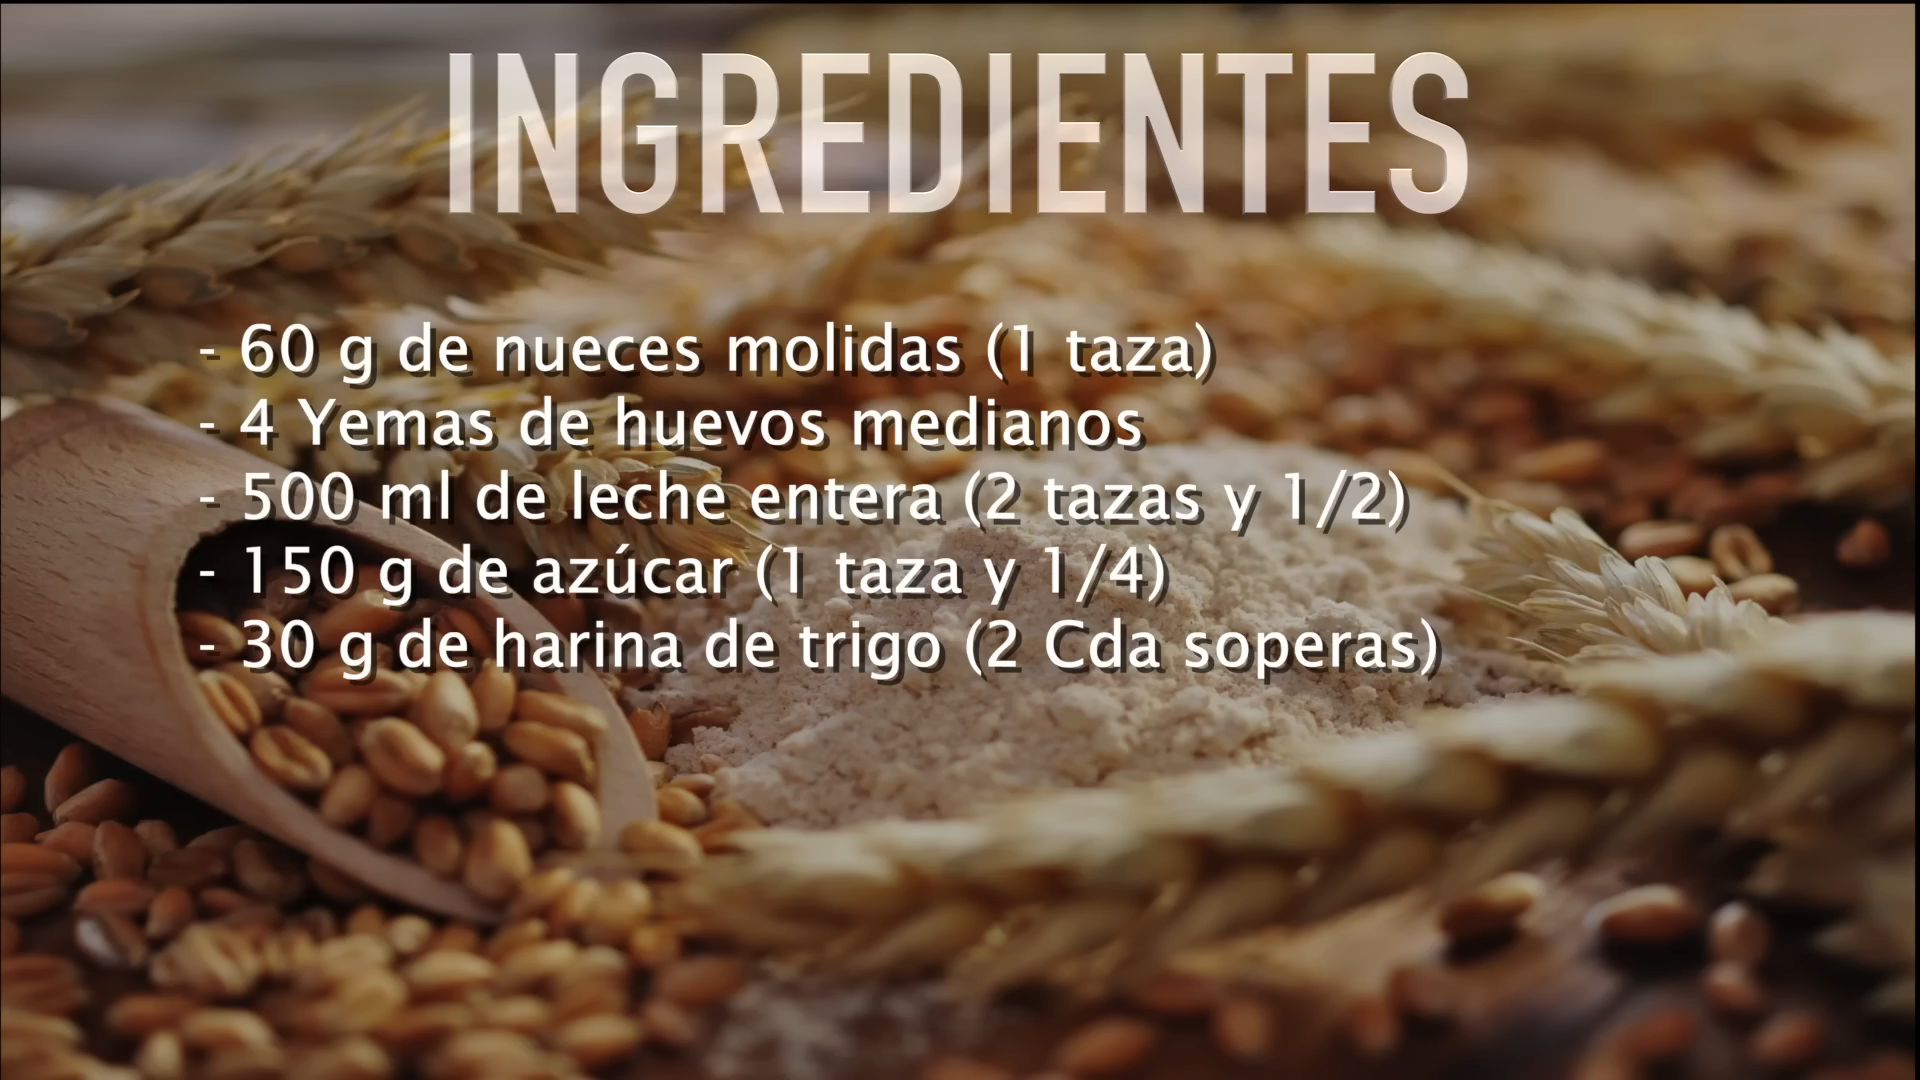 INGREDIENTES
- 60 g de nueces molidas (1 taza)
- 4 Yemas de huevos medianos
- 500 ml de leche entera (2 tazas y 1/2)
- 150 g de azúcar (1 taza y 1/4)
- 30 g de harina de trigo (2 Cda soperas)